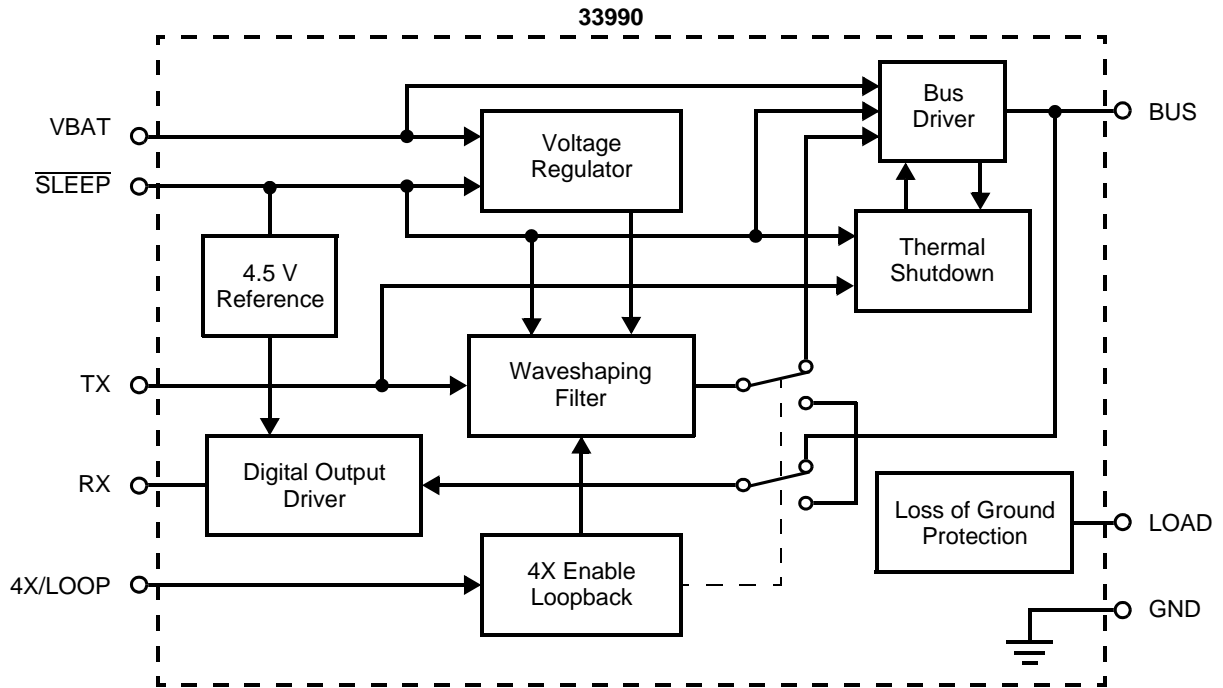 33990
VBAT
SLEEP
TX
RX
4X/LOOP
Voltage
Regulator
4.5 V
Reference
Waveshaping
Filter
Digital Output
Driver
4X Enable
Loopback
Bus
Driver
Thermal
Shutdown
Loss of Ground
Protection
BUS
LOAD
GND